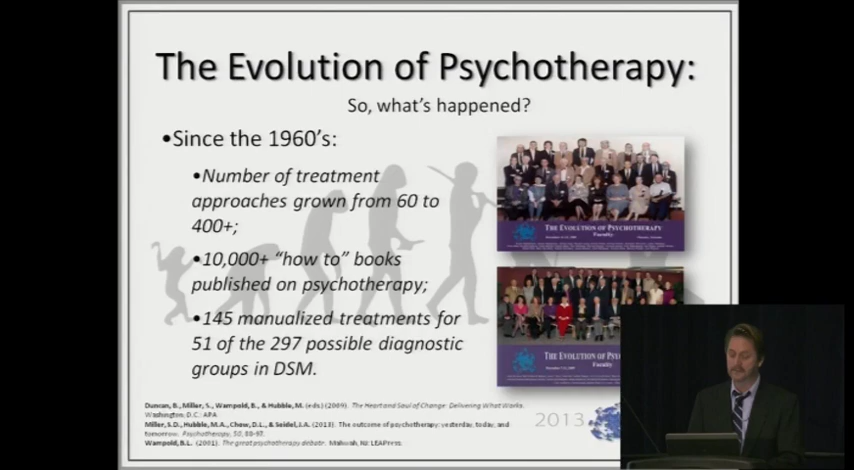 The Evolution of Psychotherapy:
So, what's happened?
•Since the 1960's:
•Number of treatment
approaches grown from 60 to
400+;
•10,000+ "how to" books
published on psychotherapy;
•145 manualized treatments for
51 of the 297 possible diagnostic
groups in DSM.
THE EVOLUTION OF PSYCHOTHERAPY
Faculty
THE EVOLUTION OF PSYCHOTHERAPY
Faculty
Duncan, B., Miller, S., Wampold, B., & Hubble, M. (eds.) (2009). The Heart and Soul of Change: Delivering What Works.
Washington: D.C.: APA
Miller, S.D., Hubble, M.A., Chow, D.L., & Seidel, J.A. (2013). The outcome of psychotherapy: yesterday, today, and
tomorrow. Psychotherapy, 50, 88-97.
Wampold, B.L. (2001). The great psychotherapy debate. Mahwah, NJ: LEA Press.
2013